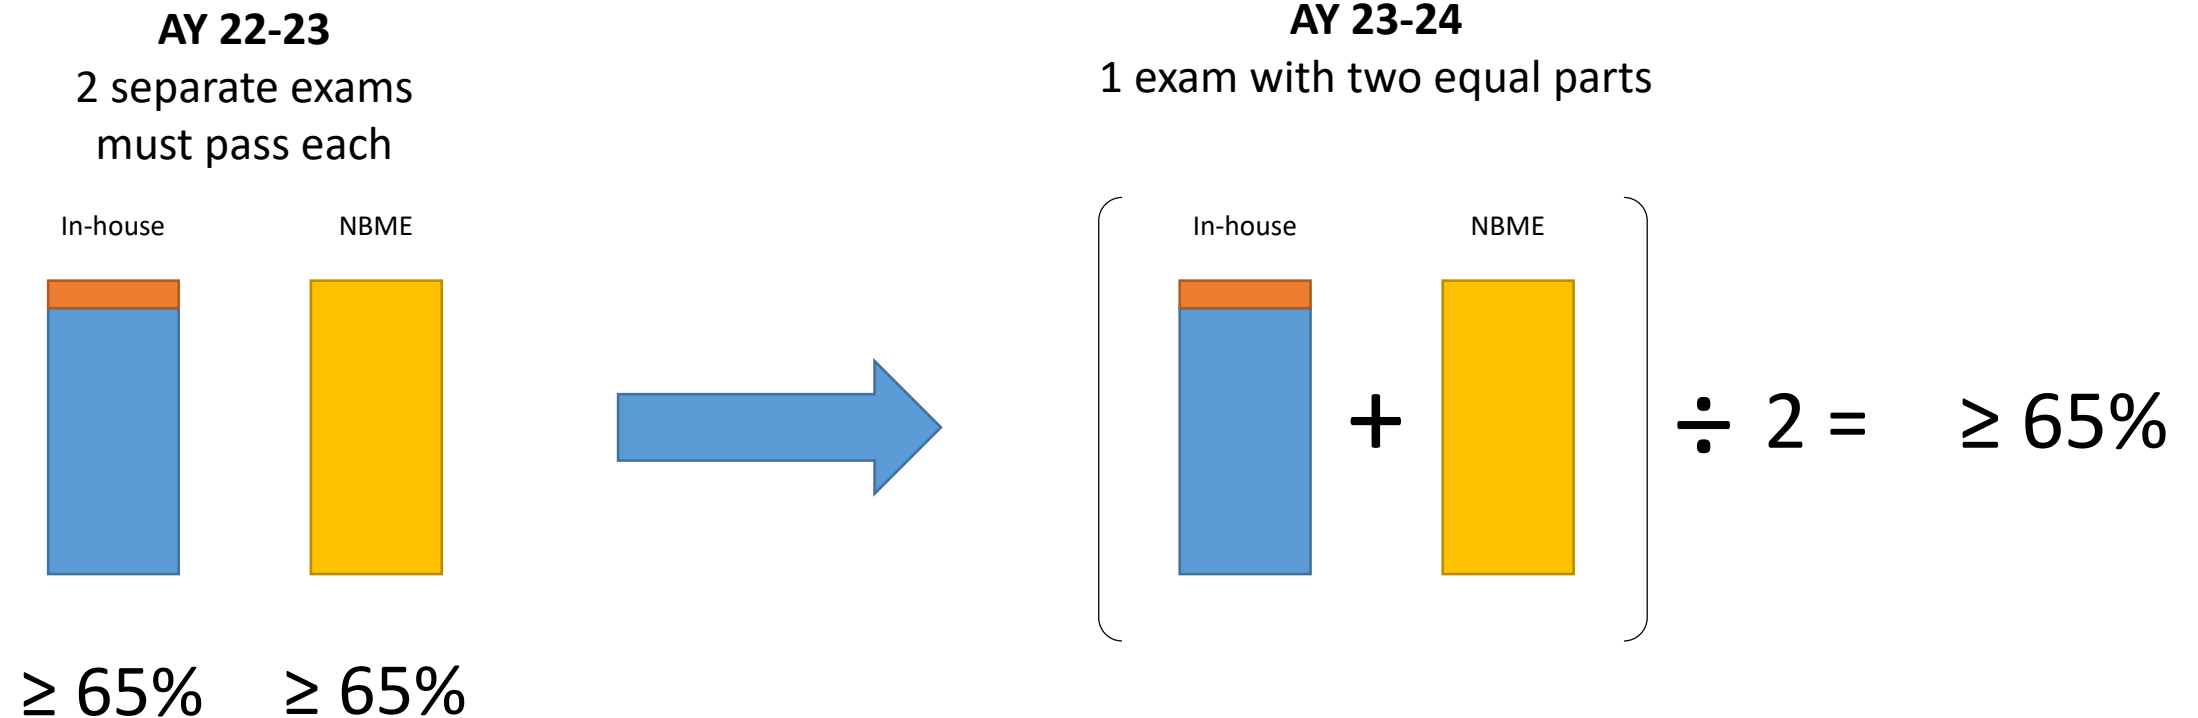 AY 22-23
2 separate exams
must pass each
In-house
NBME
≥ 65%
≥ 65%
AY 23-24
1 exam with two equal parts
In-house
NBME
+
÷ 2 = ≥ 65%